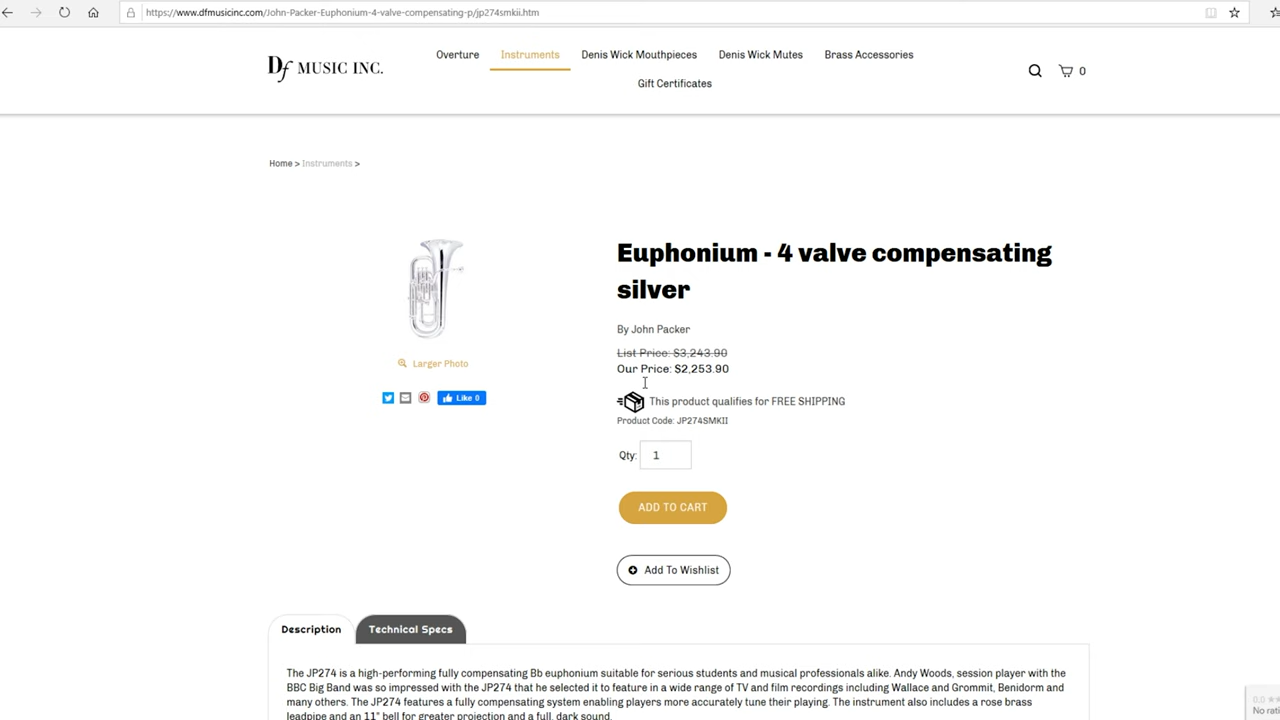 https://www.dfmusicinc.com/John-Packer-Euphonium-4-valve-compensating-p/jp274smkii.htm
Df MUSIC INC.
Overture Instruments Denis Wick Mouthpieces Denis Wick Mutes Brass Accessories
Gift Certificates
0
Home > Instruments >
Euphonium - 4 valve compensating
silver
By John Packer
List Price: $3,243.90
Our Price: $2,253.90
Larger Photo
Like 0
This product qualifies for FREE SHIPPING
Product Code: JP274SMKII
Qty: 1
ADD TO CART
Add To Wishlist
Description Technical Specs
The JP274 is a high-performing fully compensating Bb euphonium suitable for serious students and musical professionals alike. Andy Woods, session player with the
BBC Big Band was so impressed with the JP274 that he selected it to feature in a wide range of TV and film recordings including Wallace and Grommit, Benidorm and
many others. The JP274 features a fully compensating system enabling players more accurately tune their playing. The instrument also includes a rose brass
leadpipe and an 11" bell for greater projection and a full, dark sound.
0.0
No rati